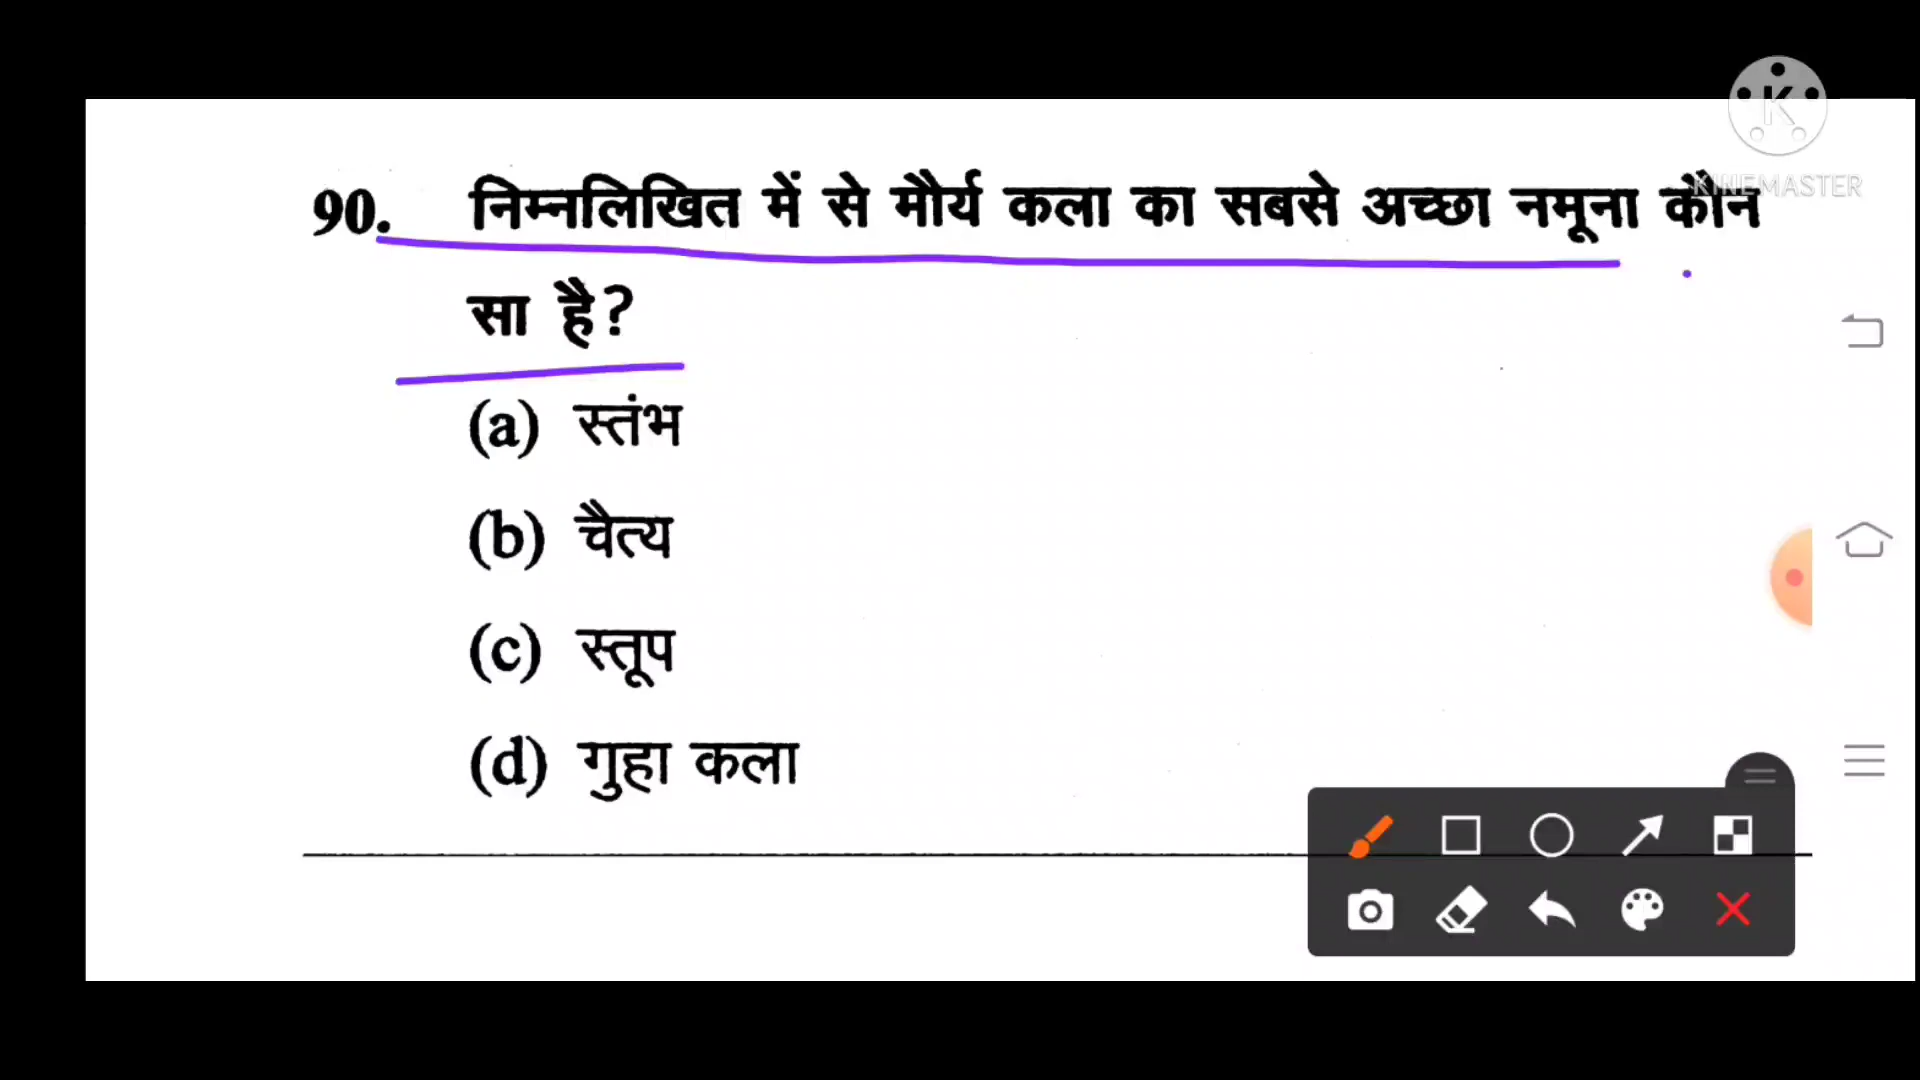 K
KINEMASTER
90. निम्नलिखित में से मौर्य कला का सबसे अच्छा नमूना कौन
सा है?
(a) स्तंभ
(b) चैत्य
(c) स्तूप
(d) गुहा कला